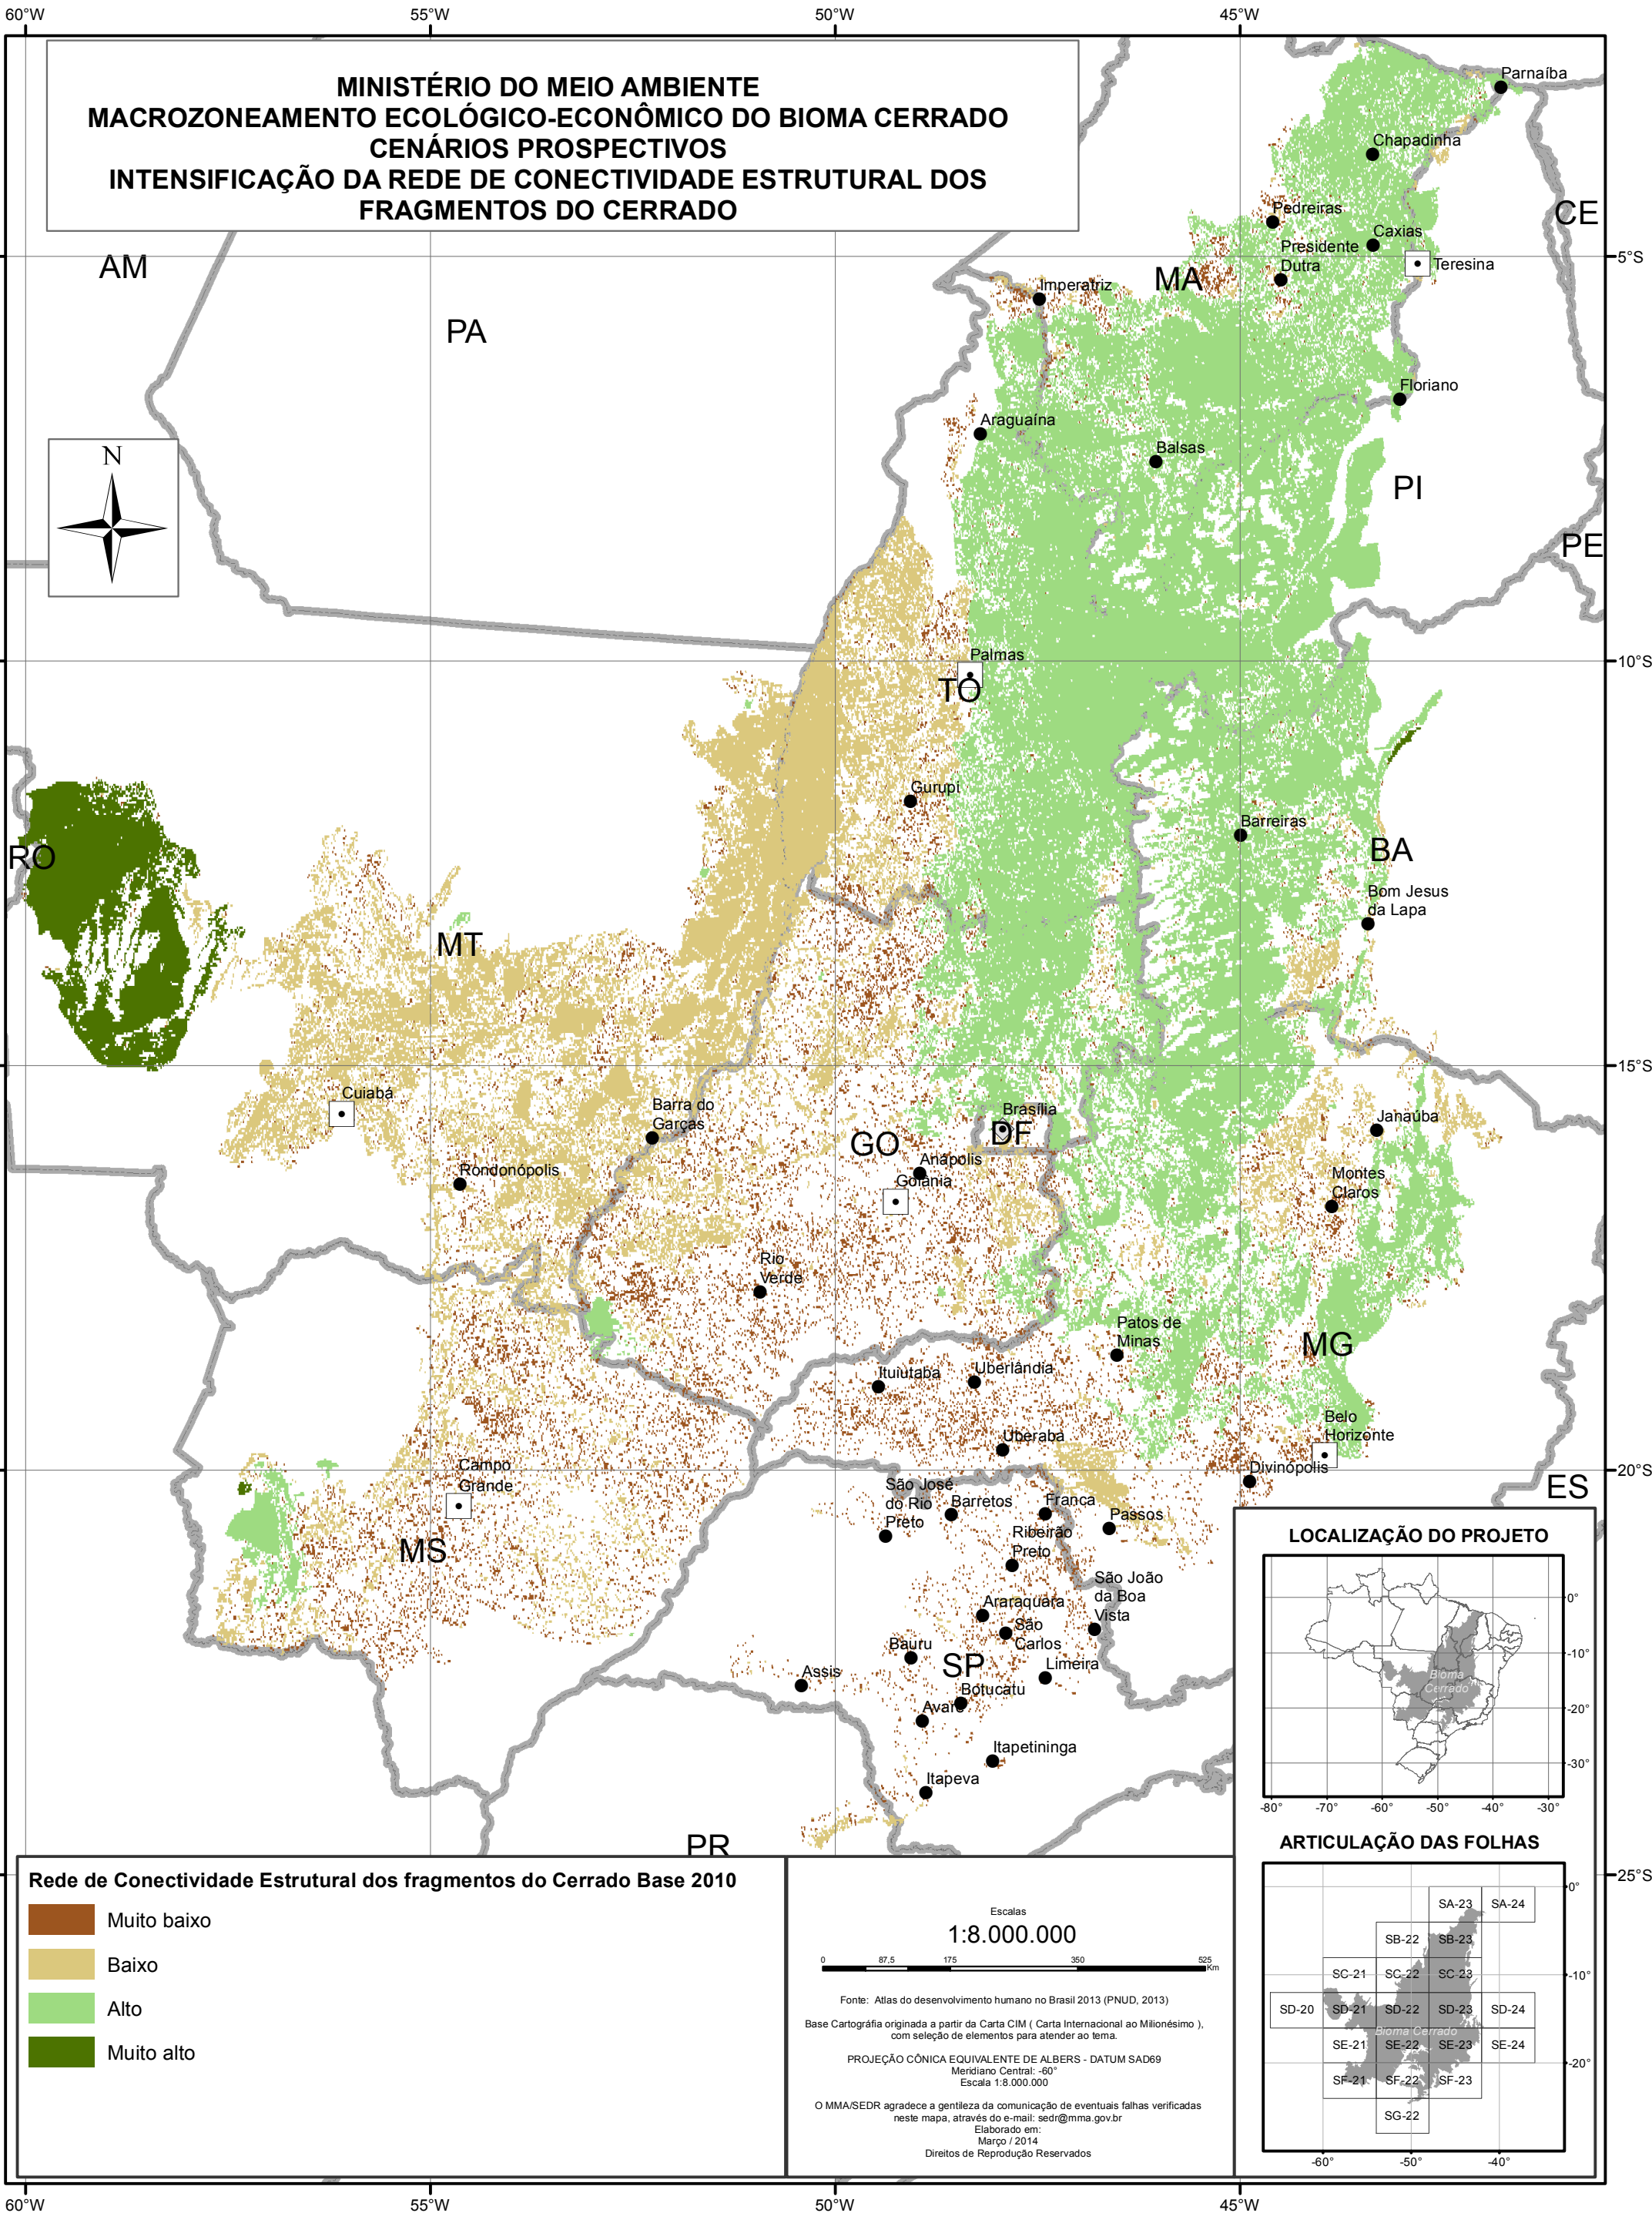 60°W
55°W
50°W
45°W
MINISTÉRIO DO MEIO AMBIENTE
MACROZONEAMENTO ECOLÓGICO-ECONÔMICO DO BIOMA CERRADO
CENÁRIOS PROSPECTIVOS
INTENSIFICAÇÃO DA REDE DE CONECTIVIDADE ESTRUTURAL DOS
FRAGMENTOS DO CERRADO
Parnaíba
Chapadinha
Pedreiras
CE
Caxias
Presidente
Dutra
Teresina
5°S
AM
MA
Imperatriz
PA
Floriano
Araguaína
Balsas
N
PI
PE
Palmas
10°S
TO
Gurupi
Barreiras
RO
BA
Bom Jesus
da Lapa
MT
15°S
Cuiabá
Barra do
Garças
Brasília
DF
Janaúba
GO
Anápolis
Goiânia
Rondonópolis
Montes
Claros
Rio
Verde
Patos de
Minas
MG
Ituiutaba
Uberlândia
Belo
Horizonte
Uberaba
Divinópolis
20°S
Campo
Grande
São José
do Rio
Preto
Barretos
Franca
Passos
ES
Ribeirão
Preto
MS
São João
da Boa
Vista
Araraquara
São
Carlos
Bauru
SP
Limeira
Assis
Botucatu
Avaré
Itapetininga
Itapeva
PR
25°S
LOCALIZAÇÃO DO PROJETO
0°
-10°
-20°
-30°
Bioma
Cerrado
-80°
-70°
-60°
-50°
-40°
-30°
ARTICULAÇÃO DAS FOLHAS
0°
-10°
-20°
SA-23
SA-24
SB-22
SB-23
SC-21
SC-22
SC-23
SD-20
SD-21
SD-22
SD-23
SD-24
Bioma Cerrado
SE-21
SE-22
SE-23
SE-24
SF-21
SF-22
SF-23
SG-22
-60°
-50°
-40°
Rede de Conectividade Estrutural dos fragmentos do Cerrado Base 2010
Muito baixo
Baixo
Alto
Muito alto
Escalas
1:8.000.000
0 87,5 175 350 525
Km
Fonte: Atlas do desenvolvimento humano no Brasil 2013 (PNUD, 2013)
Base Cartográfia originada a partir da Carta CIM ( Carta Internacional ao Milionésimo ),
com seleção de elementos para atender ao tema.
PROJEÇÃO CÔNICA EQUIVALENTE DE ALBERS - DATUM SAD69
Meridiano Central: -60°
Escala 1:8.000.000
O MMA/SEDR agradece a gentileza da comunicação de eventuais falhas verificadas
neste mapa, através do e-mail: sedr@mma.gov.br
Elaborado em:
Março / 2014
Direitos de Reprodução Reservados
60°W
55°W
50°W
45°W